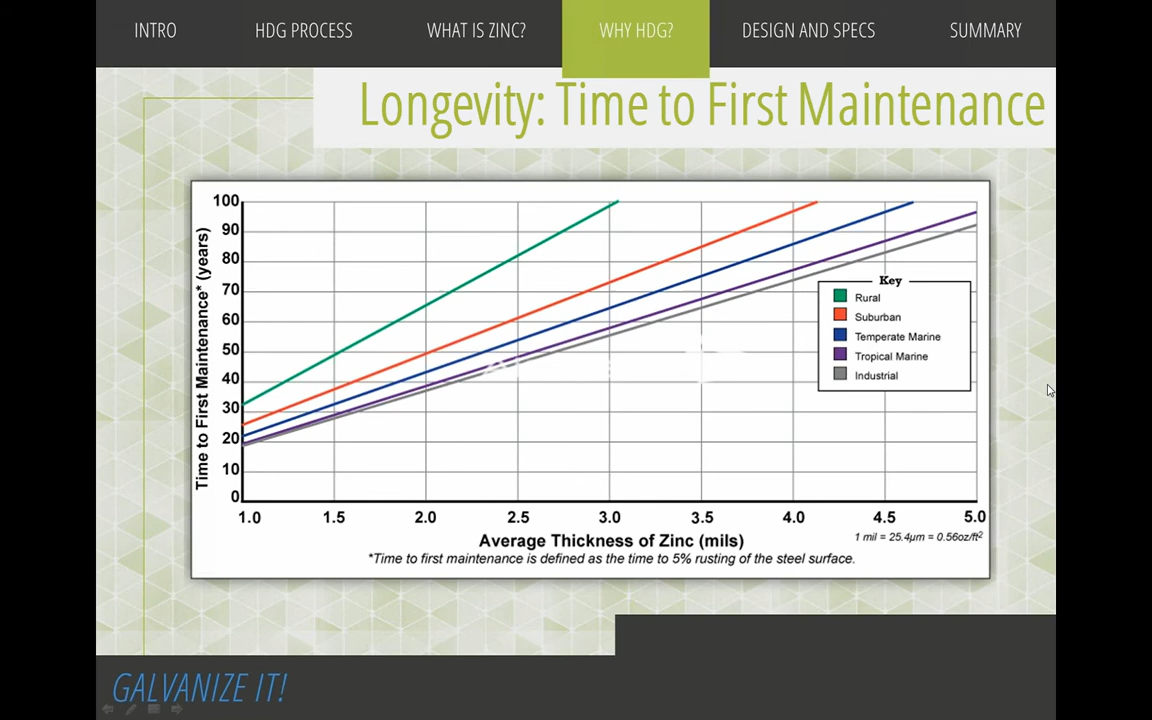 INTRO HDG PROCESS WHAT IS ZINC? WHY HDG? DESIGN AND SPECS SUMMARY
Longevity: Time to First Maintenance
Time to First Maintenance* (years)
100
90
80
70
60
50
40
30
20
10
0
Key
Rural
Suburban
Temperate Marine
Tropical Marine
Industrial
1.0 1.5 2.0 2.5 3.0 3.5 4.0 4.5 5.0
Average Thickness of Zinc (mils)
1 mil = 25.4µm = 0.56oz/ft²
*Time to first maintenance is defined as the time to 5% rusting of the steel surface.
GALVANIZE IT!